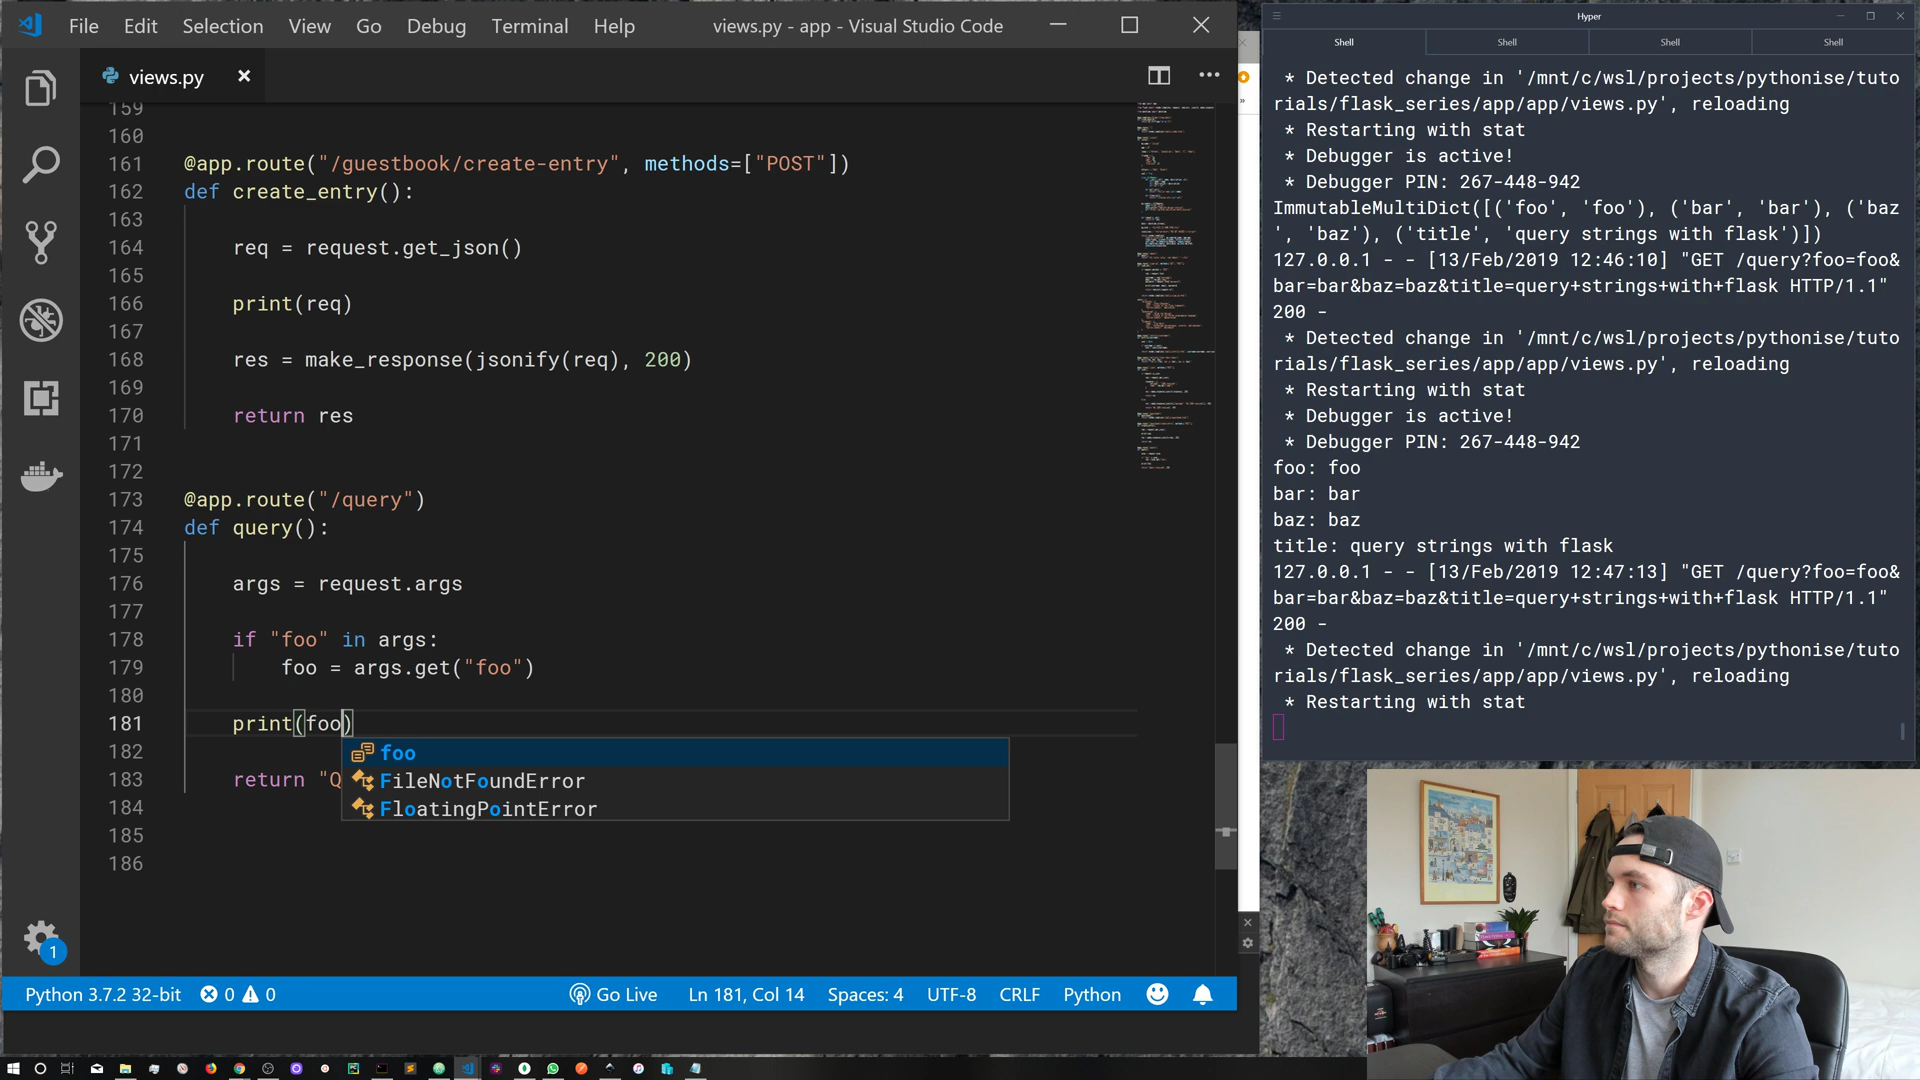 File Edit Selection View Go Debug Terminal Help
views.py - app - Visual Studio Code
views.py
159
160
161 @app.route("/guestbook/create-entry", methods=["POST"])
162 def create_entry():
163
164 req = request.get_json()
165
166 print(req)
167
168 res = make_response(jsonify(req), 200)
169
170 return res
171
172
173 @app.route("/query")
174 def query():
175
176 args = request.args
177
178 if "foo" in args:
179 foo = args.get("foo")
180
181 print(foo)
182
foo
183 return "Q
FileNotFoundError
184
FloatingPointError
185
186
1
Python 3.7.2 32-bit 0 0 Go Live Ln 181, Col 14 Spaces: 4 UTF-8 CRLF Python
Hyper
Shell Shell Shell Shell
* Detected change in '/mnt/c/wsl/projects/pythonise/tuto
rials/flask_series/app/app/views.py', reloading
* Restarting with stat
* Debugger is active!
* Debugger PIN: 267-448-942
ImmutableMultiDict([('foo', 'foo'), ('bar', 'bar'), ('baz
', 'baz'), ('title', 'query strings with flask')])
127.0.0.1 - - [13/Feb/2019 12:46:10] "GET /query?foo=foo&
bar=bar&baz=baz&title=query+strings+with+flask HTTP/1.1"
200 -
* Detected change in '/mnt/c/wsl/projects/pythonise/tuto
rials/flask_series/app/app/views.py', reloading
* Restarting with stat
* Debugger is active!
* Debugger PIN: 267-448-942
foo: foo
bar: bar
baz: baz
title: query strings with flask
127.0.0.1 - - [13/Feb/2019 12:47:13] "GET /query?foo=foo&
bar=bar&baz=baz&title=query+strings+with+flask HTTP/1.1"
200 -
* Detected change in '/mnt/c/wsl/projects/pythonise/tuto
rials/flask_series/app/app/views.py', reloading
* Restarting with stat